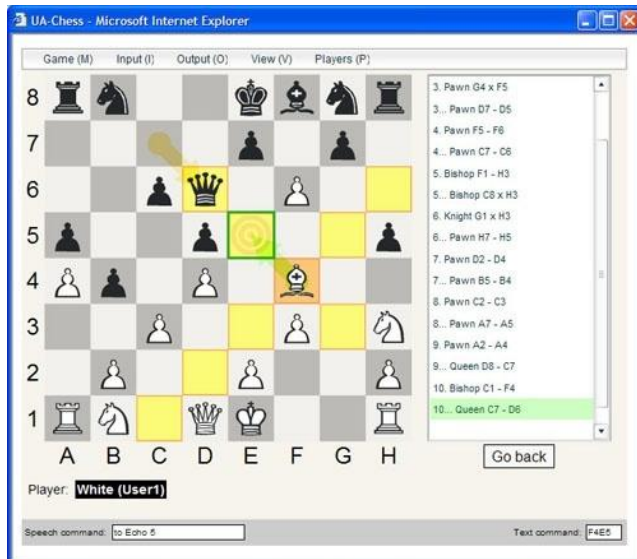 UA-Chess - Microsoft Internet Explorer
Game (M) Input (I) Output (O) View (V) Players (P)
8
7
6
5
4
3
2
1
A B C D E F G H
3. Pawn G4 x F5
3... Pawn D7 - D5
4. Pawn F5 - F6
4... Pawn C7 - C6
5. Bishop F1 - H3
5... Bishop C8 x H3
6. Knight G1 x H3
6... Pawn H7 - H5
7. Pawn D2 - D4
7... Pawn B5 - B4
8. Pawn C2 - C3
8... Pawn A7 - A5
9. Pawn A2 - A4
9... Queen D8 - C7
10. Bishop C1 - F4
10... Queen C7 - D6
Go back
Player: White (User1)
Speech command: to Echo 5
Text command: F4E5